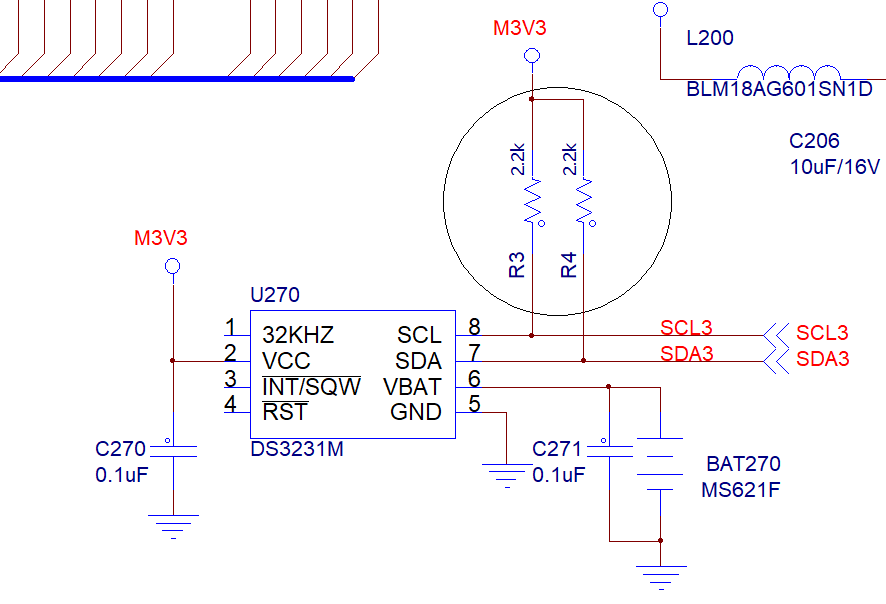 M3V3
L200
BLM18AG601SN1D
C206
10uF/16V
2.2k
2.2k
R3
R4
M3V3
U270
1
32KHZ
SCL
8
SCL3
SCL3
2
VCC
SDA
7
SDA3
SDA3
3
INT/SQW
VBAT
6
4
RST
GND
5
DS3231M
C270
0.1uF
C271
0.1uF
BAT270
MS621F